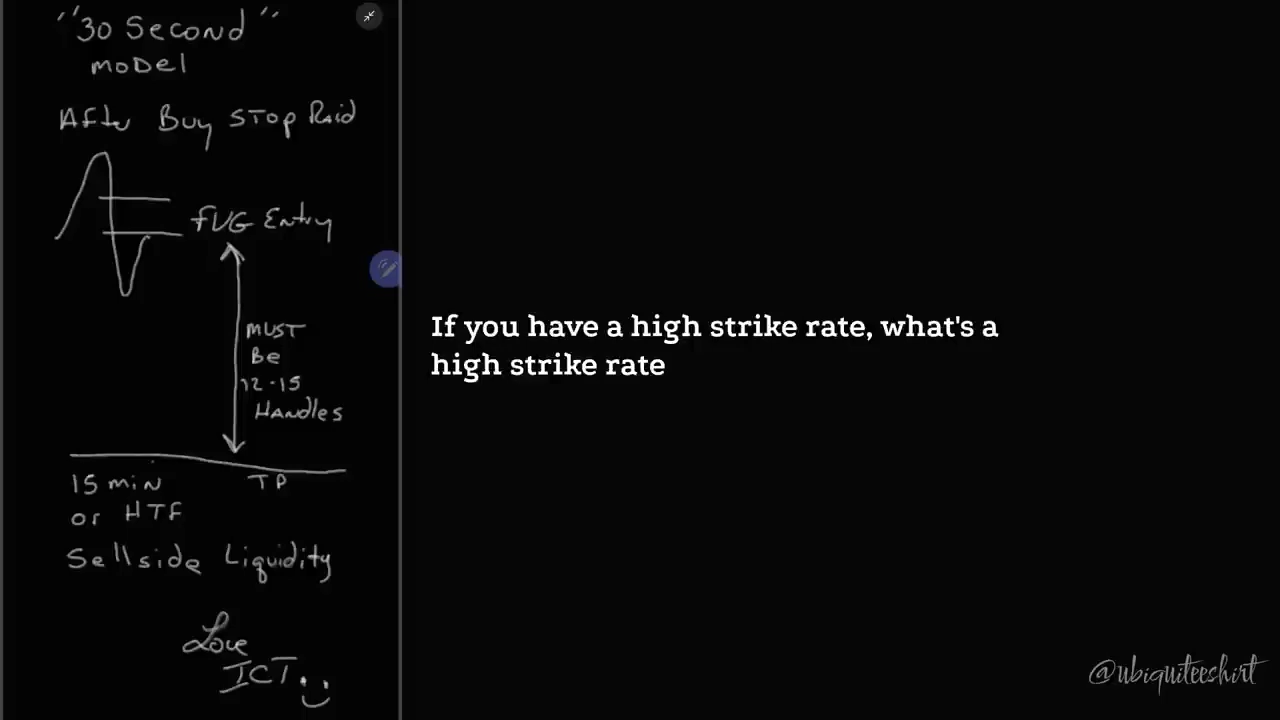 "30 Second"
model
After Buy Stop Raid
FVG Entry
MUST
Be
12-15
HANDLES
15 min
TP
or HTF
Sellside Liquidity
Love
ICT
If you have a high strike rate, what's a
high strike rate
@ubiquiteeshirt